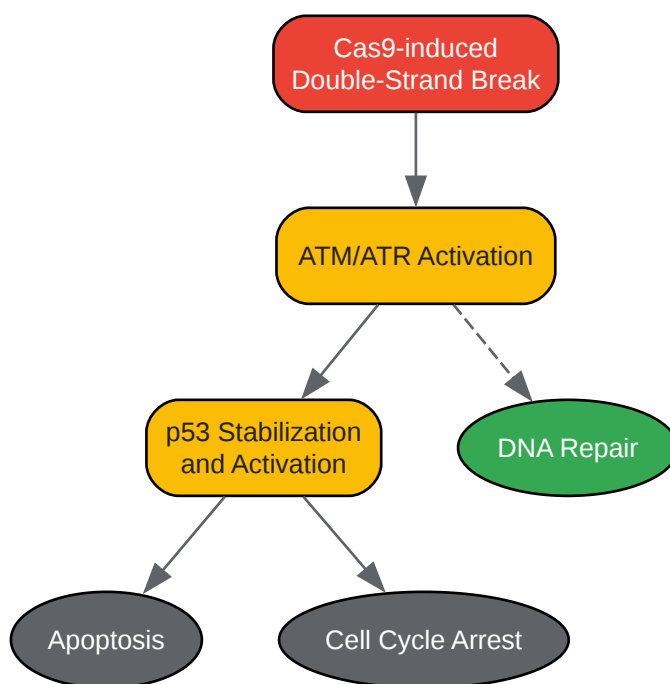 Cas9-induced
Double-Strand Break
ATM/ATR Activation
p53 Stabilization
and Activation
DNA Repair
Apoptosis
Cell Cycle Arrest